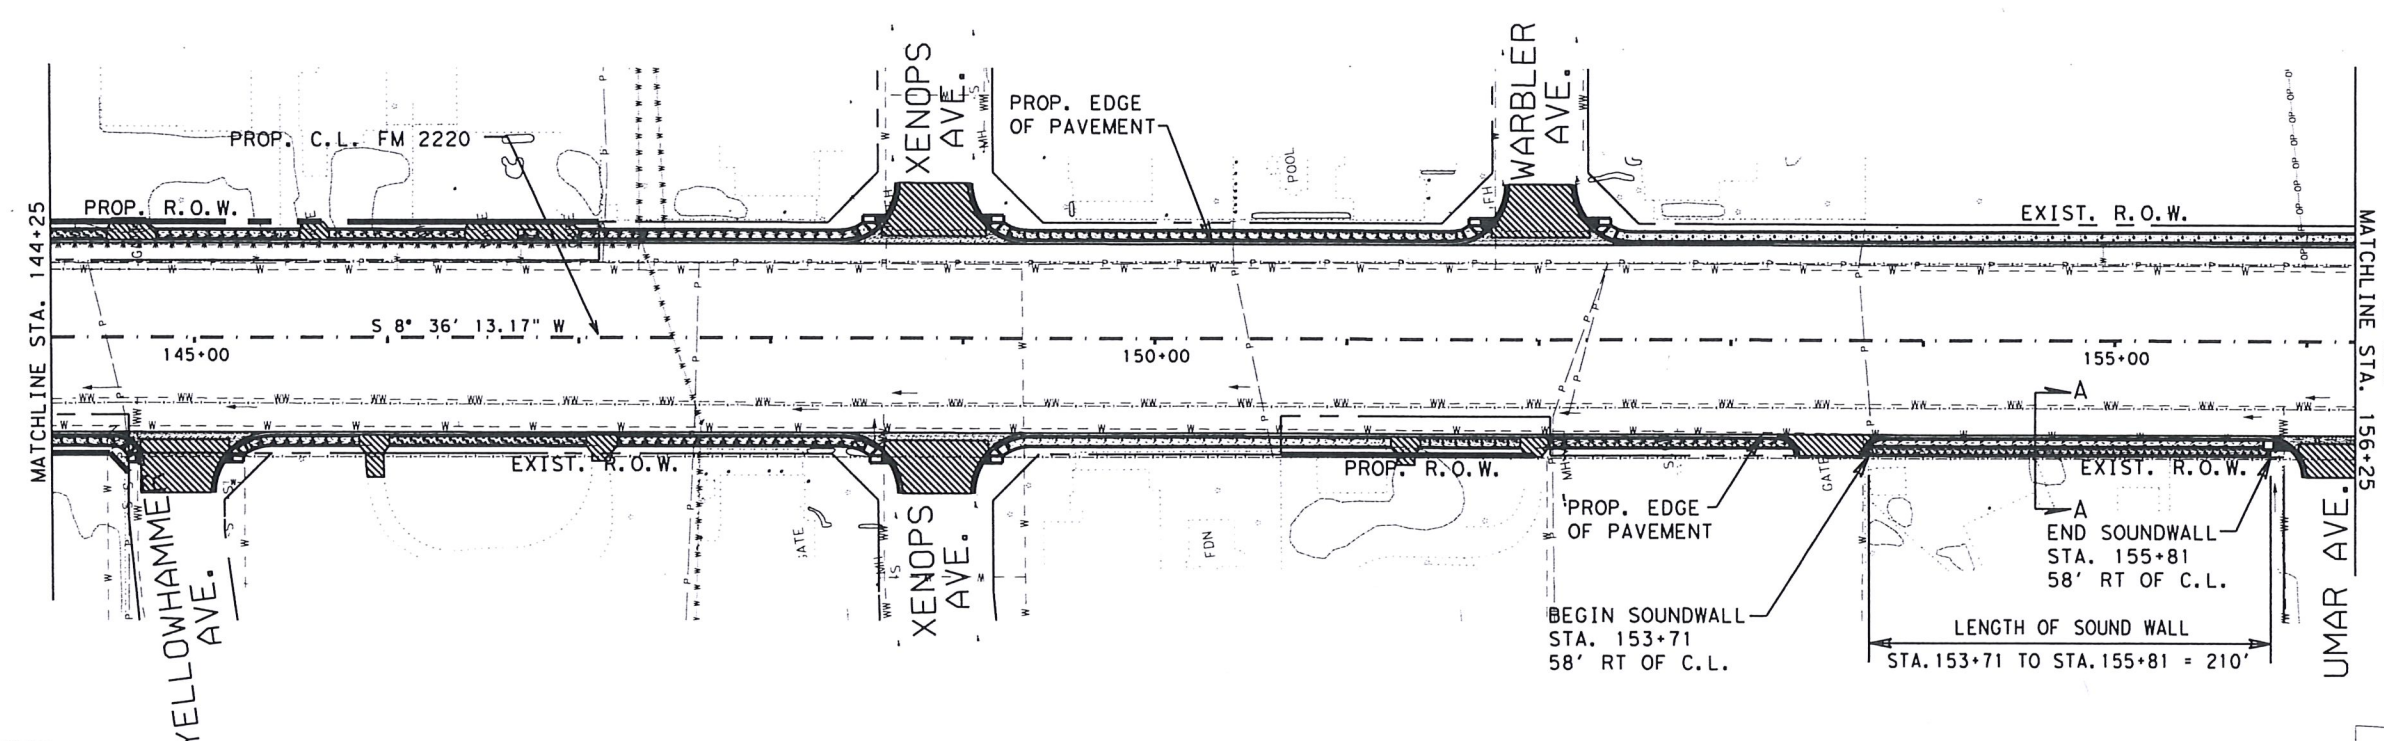 XENOPS
AVE.
WARBLER
AVE.
PROP. EDGE
OF PAVEMENT
PROP. C.L. FM 2220
POOL
PROP. R.O.W.
EXIST. R.O.W.
MATCHLINE STA. 144+25
MATCHLINE STA. 156+25
S 8° 36' 13.17" W
145+00
150+00
155+00
A
A
EXIST. R.O.W.
PROP. R.O.W.
EXIST. R.O.W.
GATE
FDN
MH
YELLOWHAMMER
AVE.
XENOPS
AVE.
PROP. EDGE
OF PAVEMENT
END SOUNDWALL
STA. 155+81
58' RT OF C.L.
BEGIN SOUNDWALL
STA. 153+71
58' RT OF C.L.
LENGTH OF SOUND WALL
STA.153+71 TO STA.155+81 = 210'
UMAR AVE.